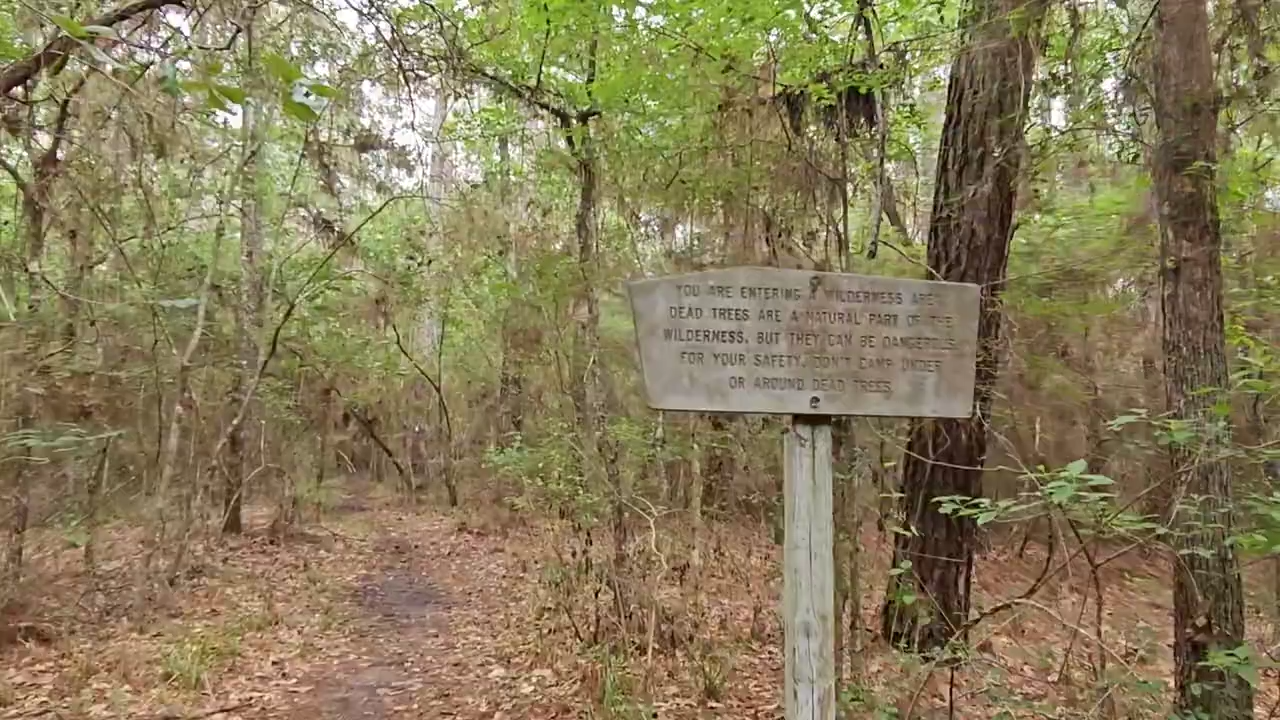 YOU ARE ENTERING A WILDERNESS AREA
DEAD TREES ARE A NATURAL PART OF THE
WILDERNESS, BUT THEY CAN BE DANGEROUS
FOR YOUR SAFETY, DON'T CAMP UNDER
OR AROUND DEAD TREES